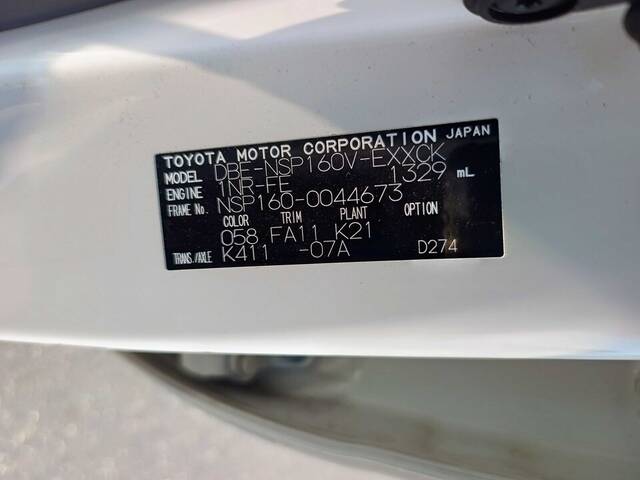 TOYOTA MOTOR CORPORATION JAPAN
MODEL DBE-NSP160V-EXXCK
ENGINE 1NR-FE 1329 mL
FRAME No. NSP160-0044673
COLOR TRIM PLANT OPTION
058 FA11 K21
TRANS./AXLE K411 -07A D274